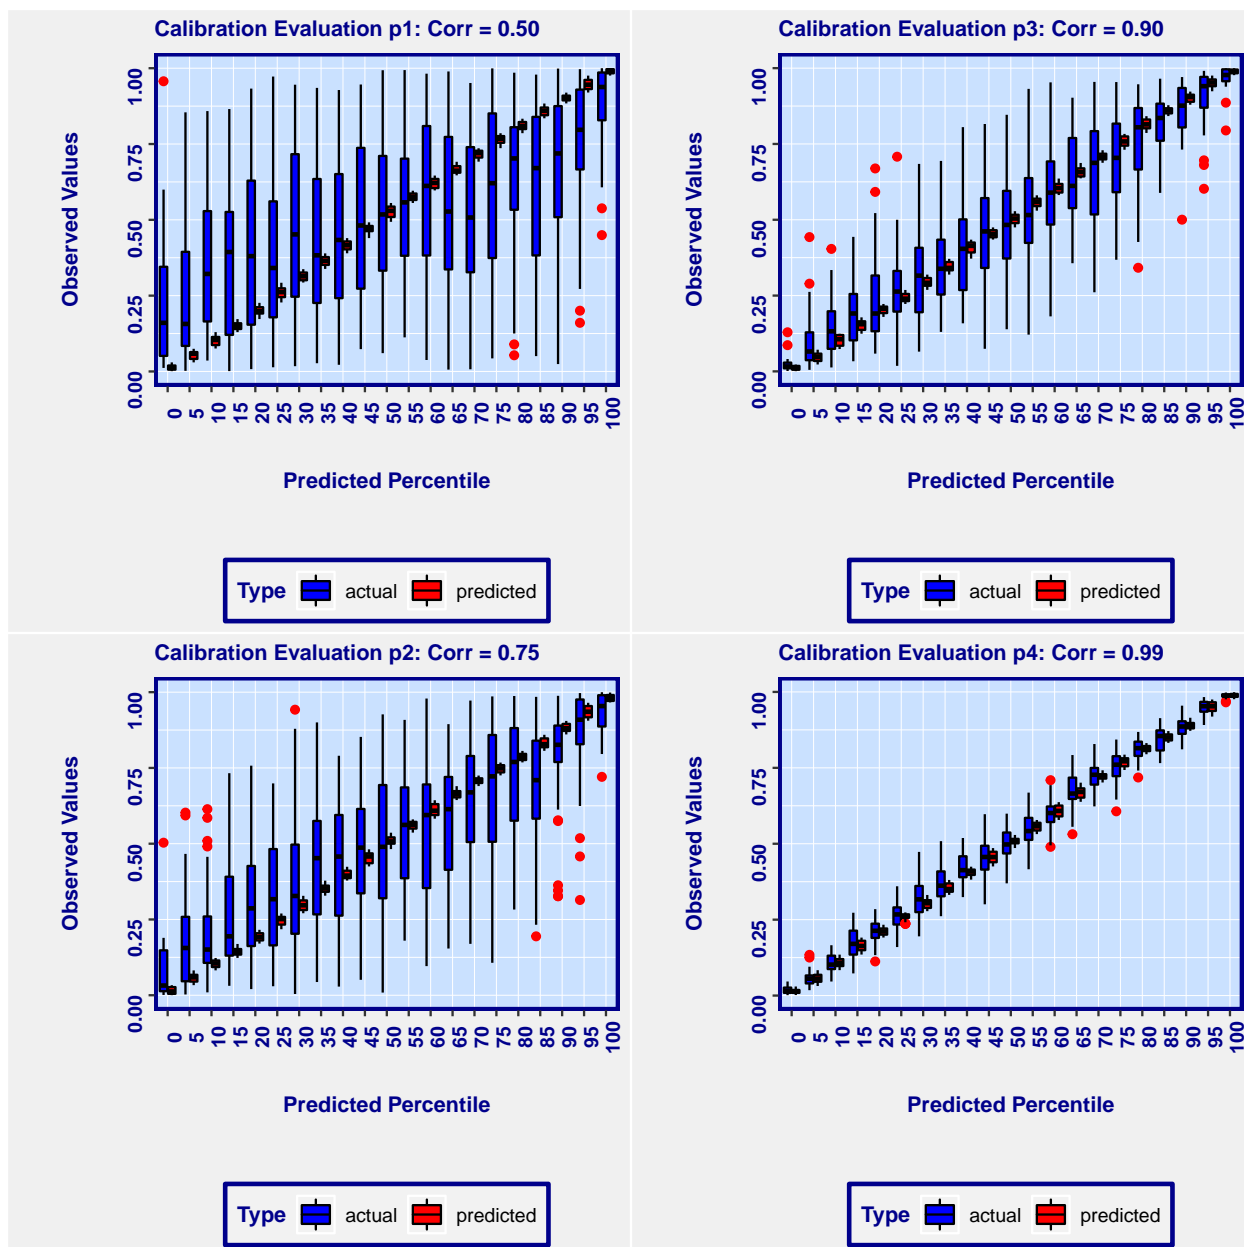 Calibration Evaluation p1: Corr = 0.50
Observed Values
1.00
0.75
0.50
0.25
0.00
0 5 10 15 20 25 30 35 40 45 50 55 60 65 70 75 80 85 90 95 100
Predicted Percentile
Type actual predicted
Calibration Evaluation p3: Corr = 0.90
Observed Values
1.00
0.75
0.50
0.25
0.00
0 5 10 15 20 25 30 35 40 45 50 55 60 65 70 75 80 85 90 95 100
Predicted Percentile
Type actual predicted
Calibration Evaluation p2: Corr = 0.75
Observed Values
1.00
0.75
0.50
0.25
0.00
0 5 10 15 20 25 30 35 40 45 50 55 60 65 70 75 80 85 90 95 100
Predicted Percentile
Type actual predicted
Calibration Evaluation p4: Corr = 0.99
Observed Values
1.00
0.75
0.50
0.25
0.00
0 5 10 15 20 25 30 35 40 45 50 55 60 65 70 75 80 85 90 95 100
Predicted Percentile
Type actual predicted